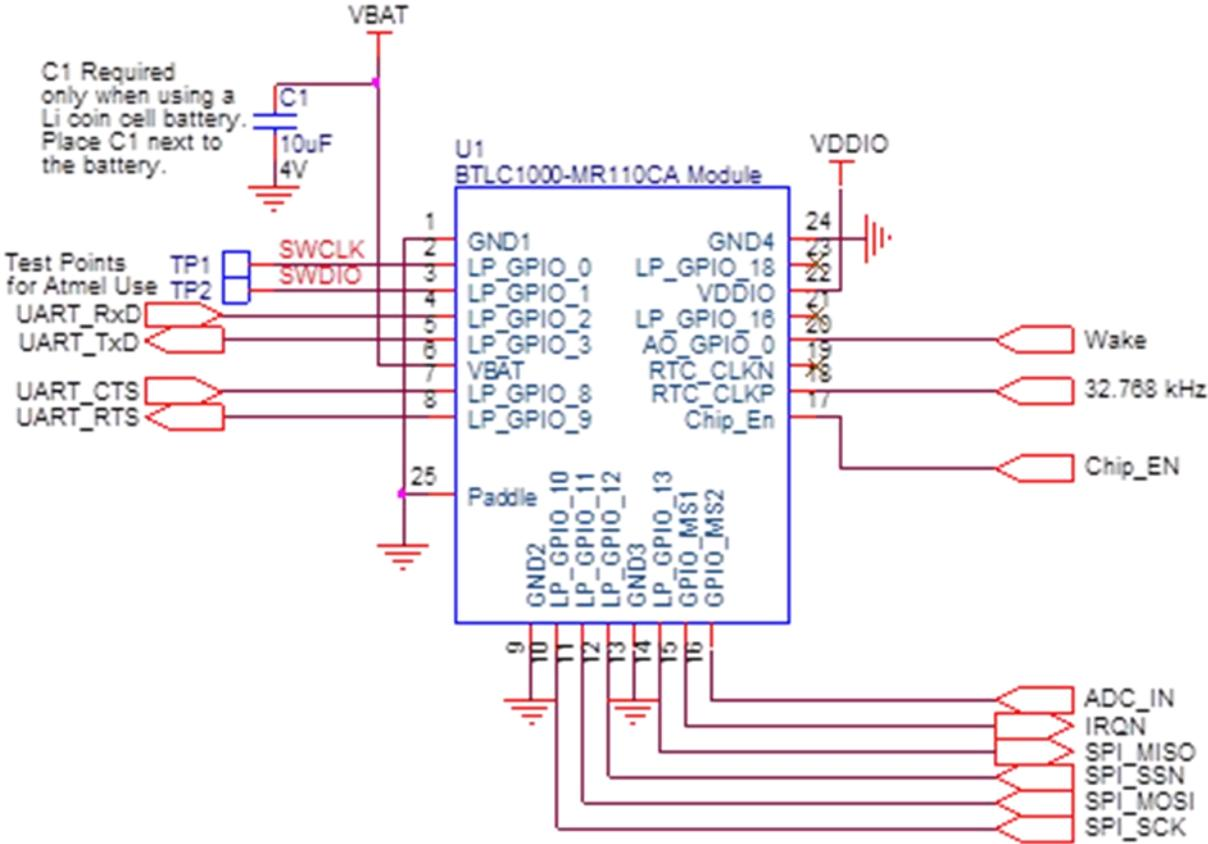 VBAT
C1 Required
only when using a
Li coin cell battery.
Place C1 next to
the battery.
C1
10uF
4V
U1
BTLC1000-MR110CA Module
VDDIO
Test Points
for Atmel Use
TP1
TP2
SWCLK
SWDIO
UART_RxD
UART_TxD
UART_CTS
UART_RTS
1
2
3
4
5
6
7
8
25
GND1
LP_GPIO_0
LP_GPIO_1
LP_GPIO_2
LP_GPIO_3
VBAT
LP_GPIO_8
LP_GPIO_9
Paddle
GND4
LP_GPIO_18
VDDIO
LP_GPIO_16
AO_GPIO_0
RTC_CLKN
RTC_CLKP
Chip_En
24
23
22
21
20
19
18
17
Wake
32.768 kHz
Chip_EN
GND2
LP_GPIO_10
LP_GPIO_11
LP_GPIO_12
GND3
LP_GPIO_13
GPIO_MS1
GPIO_MS2
9
10
11
12
13
14
15
16
ADC_IN
IRQN
SPI_MISO
SPI_SSN
SPI_MOSI
SPI_SCK